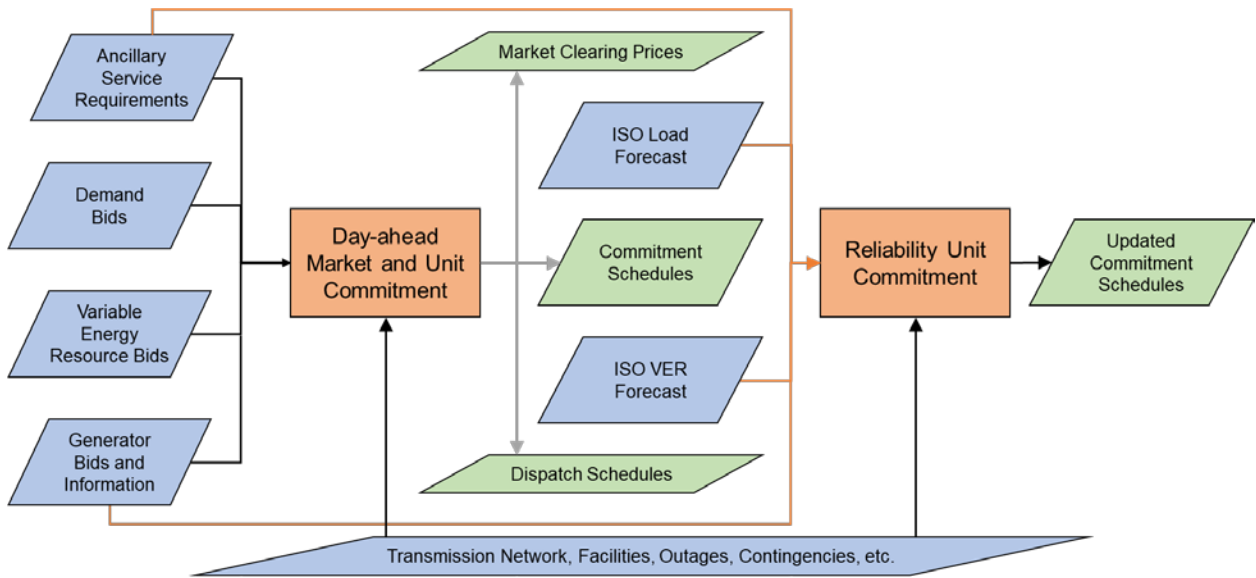 Ancillary
Service
Requirements
Demand
Bids
Variable
Energy
Resource Bids
Generator
Bids and
Information
Day-ahead
Market and Unit
Commitment
Market Clearing Prices
ISO Load
Forecast
Commitment
Schedules
ISO VER
Forecast
Dispatch Schedules
Reliability Unit
Commitment
Updated
Commitment
Schedules
Transmission Network, Facilities, Outages, Contingencies, etc.